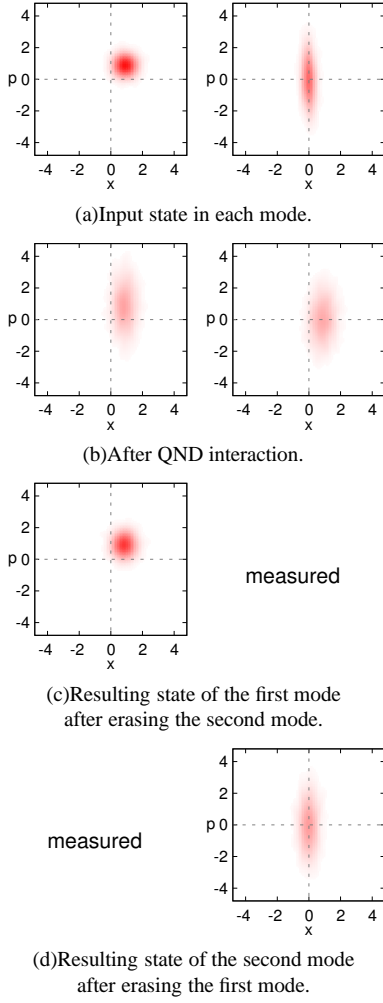 4
2
p 0
-2
-4
-4 -2 0 2 4
x
4
2
p 0
-2
-4
-4 -2 0 2 4
x
(a)Input state in each mode.
4
2
p 0
-2
-4
-4 -2 0 2 4
x
4
2
p 0
-2
-4
-4 -2 0 2 4
x
(b)After QND interaction.
4
2
p 0
-2
-4
-4 -2 0 2 4
x
measured
(c)Resulting state of the first mode
after erasing the second mode.
measured
4
2
p 0
-2
-4
-4 -2 0 2 4
x
(d)Resulting state of the second mode
after erasing the first mode.